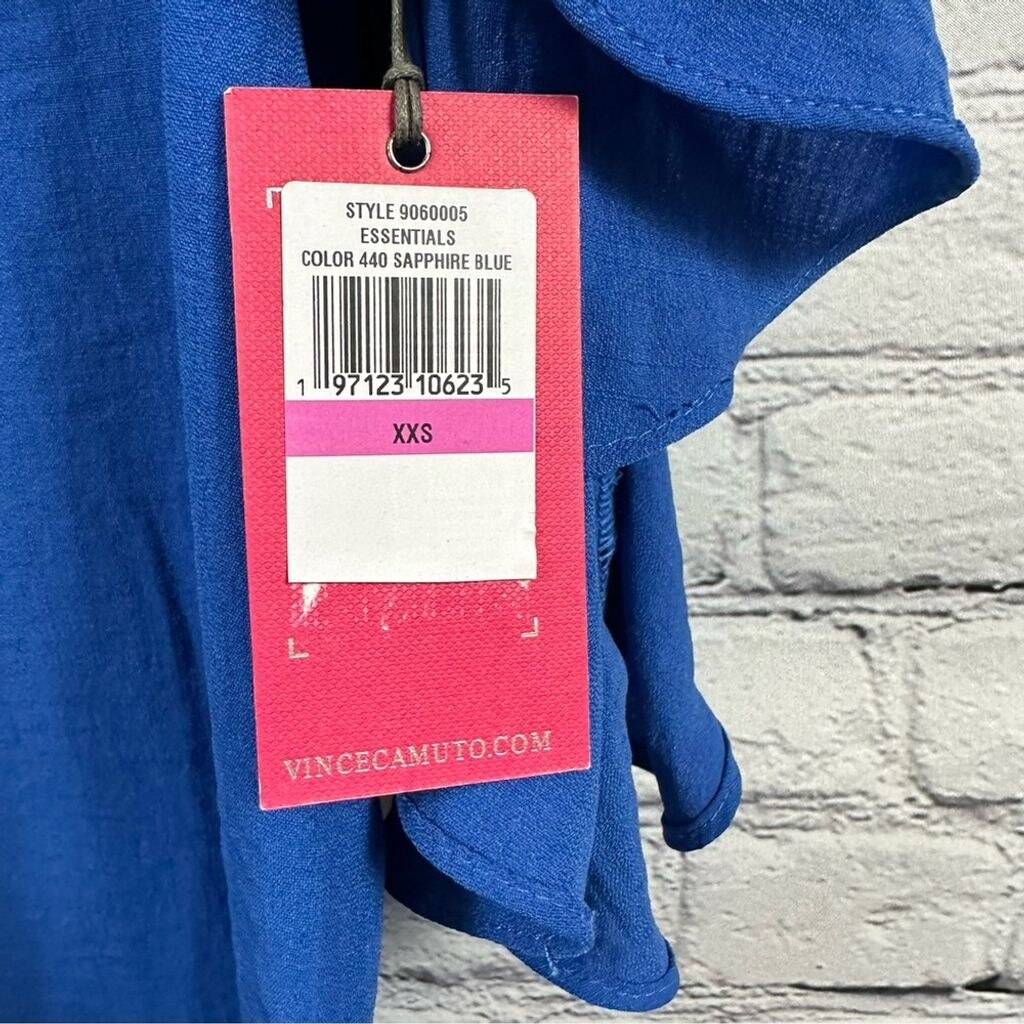 STYLE 9060005
ESSENTIALS
COLOR 440 SAPPHIRE BLUE
1 97123 10623 5
XXS
VINCECAMUTO.COM